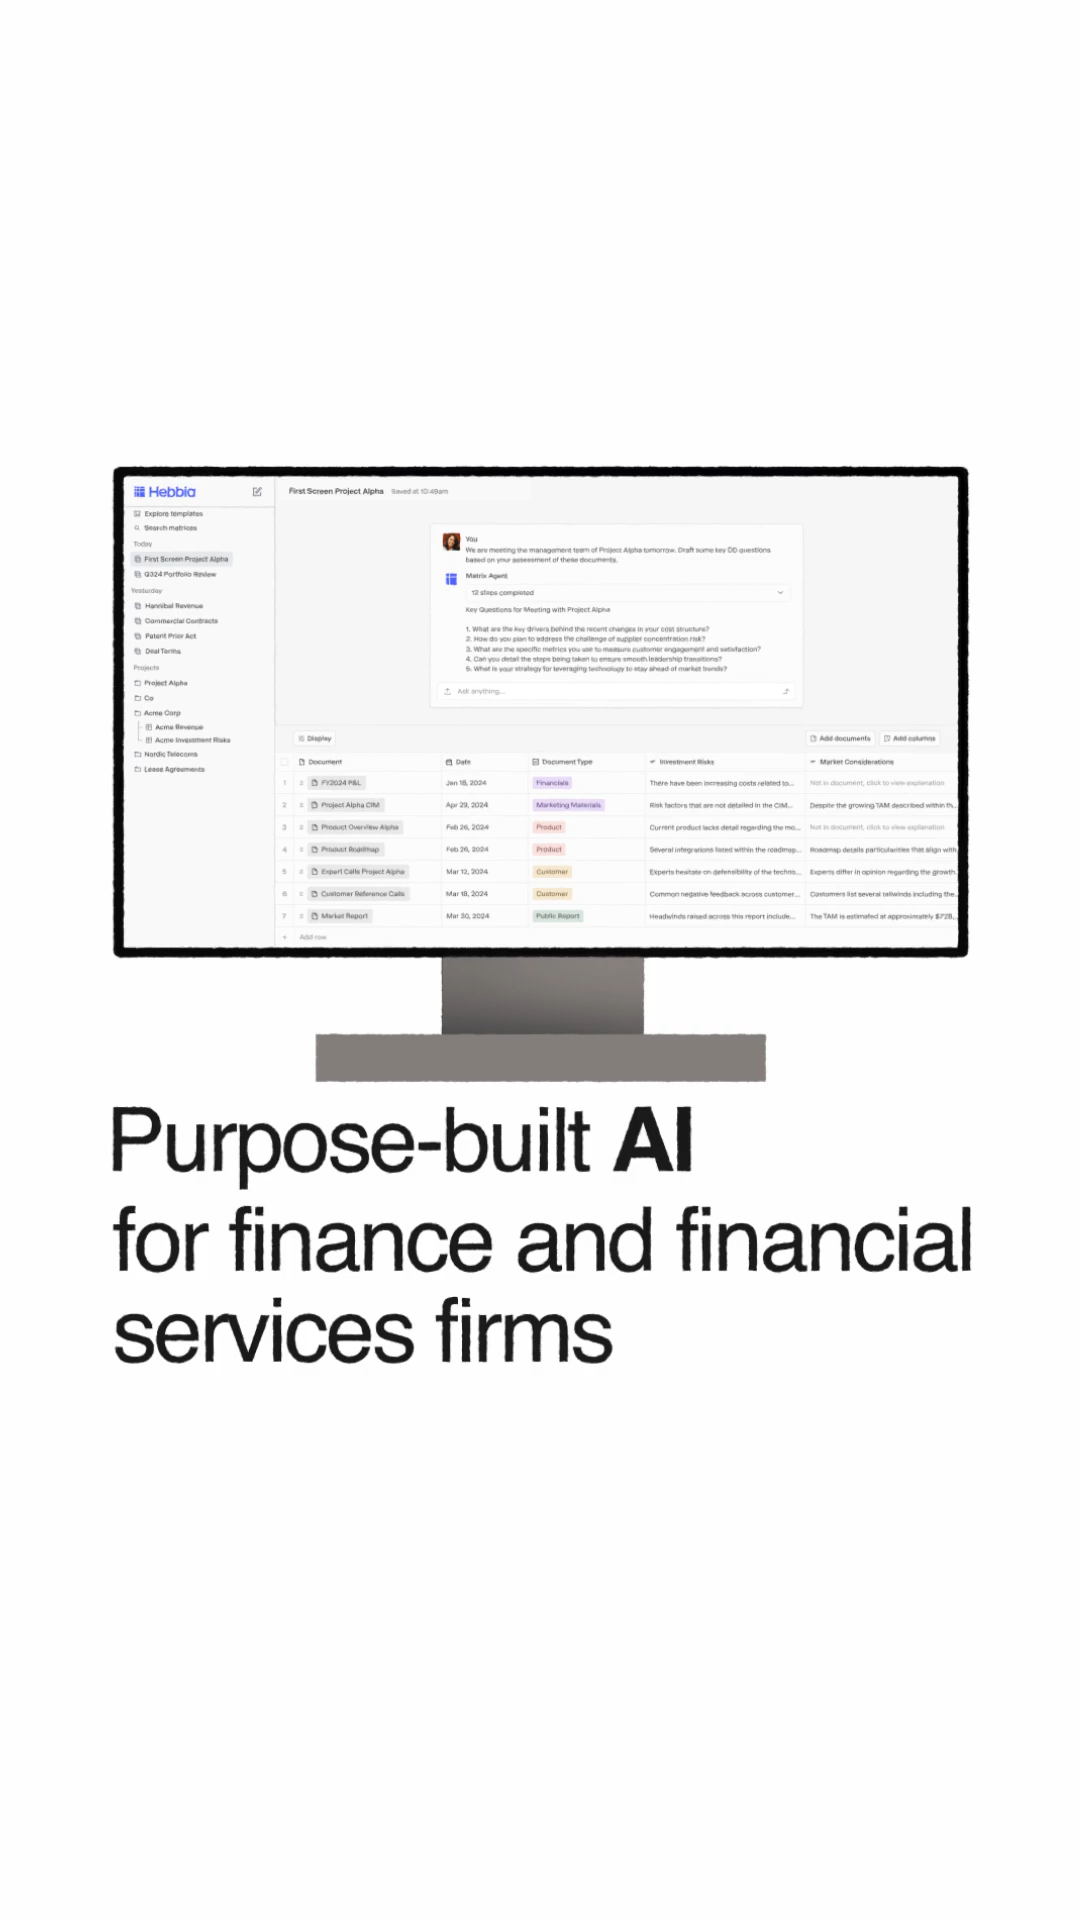 Hebbia
Explore templates
Search matrices
Today
First Screen Project Alpha
Q324 Portfolio Review
Yesterday
Hannibal Revenue
Commercial Contracts
Patent Prior Act
Deal Terms
Projects
Project Alpha
Co
Acme Corp
Acme Revenue
Acme Investment Risks
Nordic Telecoms
Lease Agreements
First Screen Project Alpha Saved at 10:49am
You
We are meeting the management team of Project Alpha tomorrow. Draft some key DD questions
based on your assessment of these documents.
Matrix Agent
12 steps completed
Key Questions for Meeting with Project Alpha
1. What are the key drivers behind the recent changes in your cost structure?
2. How do you plan to address the challenge of supplier concentration risk?
3. What are the specific metrics you use to measure customer engagement and satisfaction?
4. Can you detail the steps being taken to ensure smooth leadership transitions?
5. What is your strategy for leveraging technology to stay ahead of market trends?
Ask anything...
Display Add documents Add columns
Document Date Document Type Investment Risks Market Considerations
1 FY2024 P&L Jan 18, 2024 Financials There have been increasing costs related to... Not in document, click to view explanation
2 Project Alpha CIM Apr 29, 2024 Marketing Materials Risk factors that are not detailed in the CIM... Despite the growing TAM described within th...
3 Product Overview Alpha Feb 26, 2024 Product Current product lacks detail regarding the mo... Not in document, click to view explanation
4 Product Roadmap Feb 26, 2024 Product Several integrations listed within the roadmap... Roadmap details particularities that align with
5 Expert Calls Project Alpha Mar 12, 2024 Customer Experts hesitate on defensibility of the techno... Experts differ in opinion regarding the growth.
6 Customer Reference Calls Mar 18, 2024 Customer Common negative feedback across customer... Customers list several tailwinds including the...
7 Market Report Mar 30, 2024 Public Report Headwinds raised across this report include... The TAM is estimated at approximately $72B,..
+ Add row
Purpose-built AI
for finance and financial
services firms